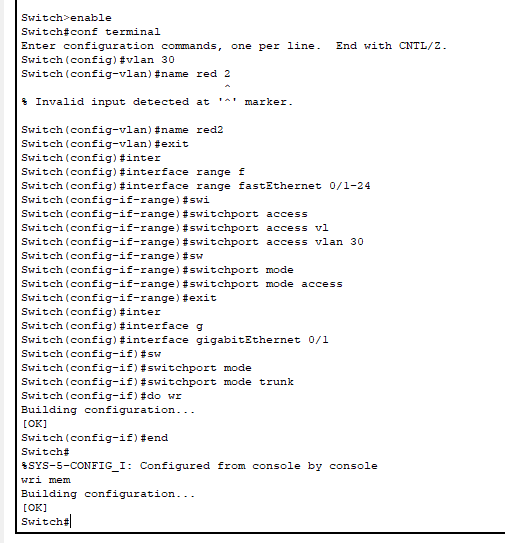 Switch>enable
Switch#conf terminal
Enter configuration commands, one per line.  End with CNTL/Z.
Switch(config)#vlan 30
Switch(config-vlan)#name red 2
^
% Invalid input detected at '^' marker.
Switch(config-vlan)#name red2
Switch(config-vlan)#exit
Switch(config)#inter
Switch(config)#interface range f
Switch(config)#interface range fastEthernet 0/1-24
Switch(config-if-range)#swi
Switch(config-if-range)#switchport access
Switch(config-if-range)#switchport access vl
Switch(config-if-range)#switchport access vlan 30
Switch(config-if-range)#sw
Switch(config-if-range)#switchport mode
Switch(config-if-range)#switchport mode access
Switch(config-if-range)#exit
Switch(config)#inter
Switch(config)#interface g
Switch(config)#interface gigabitEthernet 0/1
Switch(config-if)#sw
Switch(config-if)#switchport mode
Switch(config-if)#switchport mode trunk
Switch(config-if)#do wr
Building configuration...
[OK]
Switch(config-if)#end
Switch#
%SYS-5-CONFIG_I: Configured from console by console
wri mem
Building configuration...
[OK]
Switch#